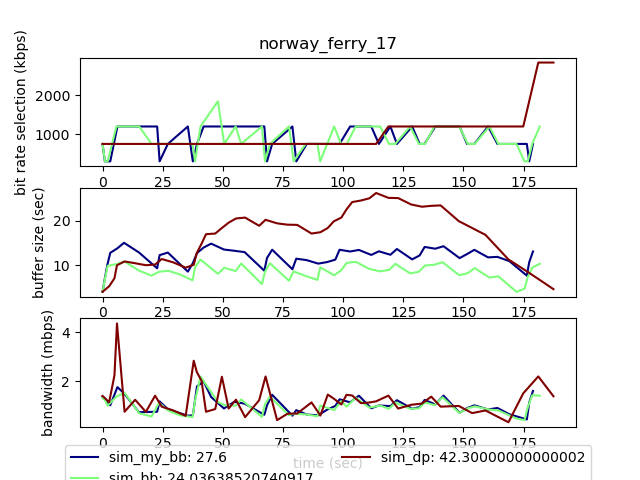 norway_ferry_17
bit rate selection (kbps)
2000
1000
0 25 50 75 100 125 150 175
buffer size (sec)
20
10
0 25 50 75 100 125 150 175
bandwidth (mbps)
4
2
0 25 50 75 100 125 150 175
time (sec)
sim_my_bb: 27.6
sim_bb: 24.03638520740917
sim_dp: 42.30000000000002